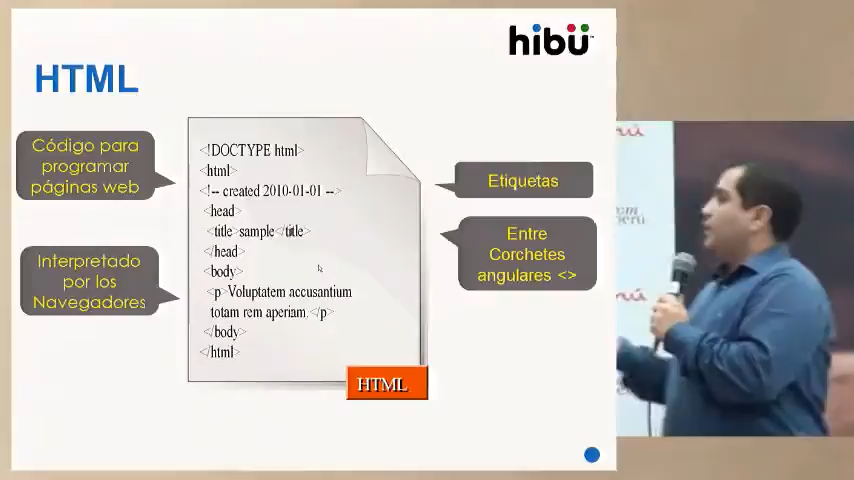 hibü
HTML
Código para
programar
páginas web
<!DOCTYPE html>
<html>
<!-- created 2010-01-01 -->
<head>
<title>sample</title>
</head>
<body>
<p>Voluptatem accusantium
totam rem aperiam.</p>
</body>
</html>
HTML
Interpretado
por los
Navegadores
Etiquetas
Entre
Corchetes
angulares <>